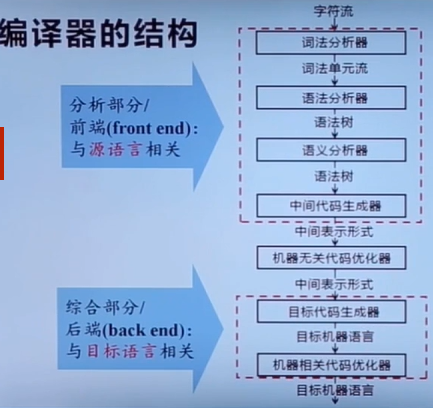 编译器的结构
分析部分/
前端(front end):
与源语言相关
综合部分/
后端(back end):
与目标语言相关
字符流
词法分析器
词法单元流
语法分析器
语法树
语义分析器
语法树
中间代码生成器
中间表示形式
机器无关代码优化器
中间表示形式
目标代码生成器
目标机器语言
机器相关代码优化器
目标机器语言